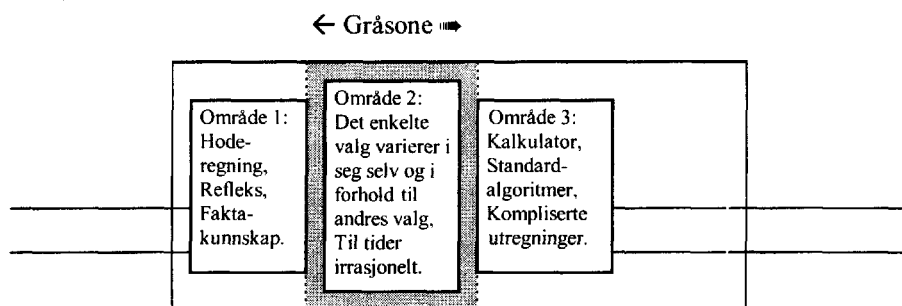 ← Gråsone ➠
Område 1:
Hode-
regning,
Refleks,
Fakta-
kunnskap.
Område 2:
Det enkelte
valg varierer i
seg selv og i
forhold til
andres valg,
Til tider
irrasjonelt.
Område 3:
Kalkulator,
Standard-
algoritmer,
Kompliserte
utregninger.